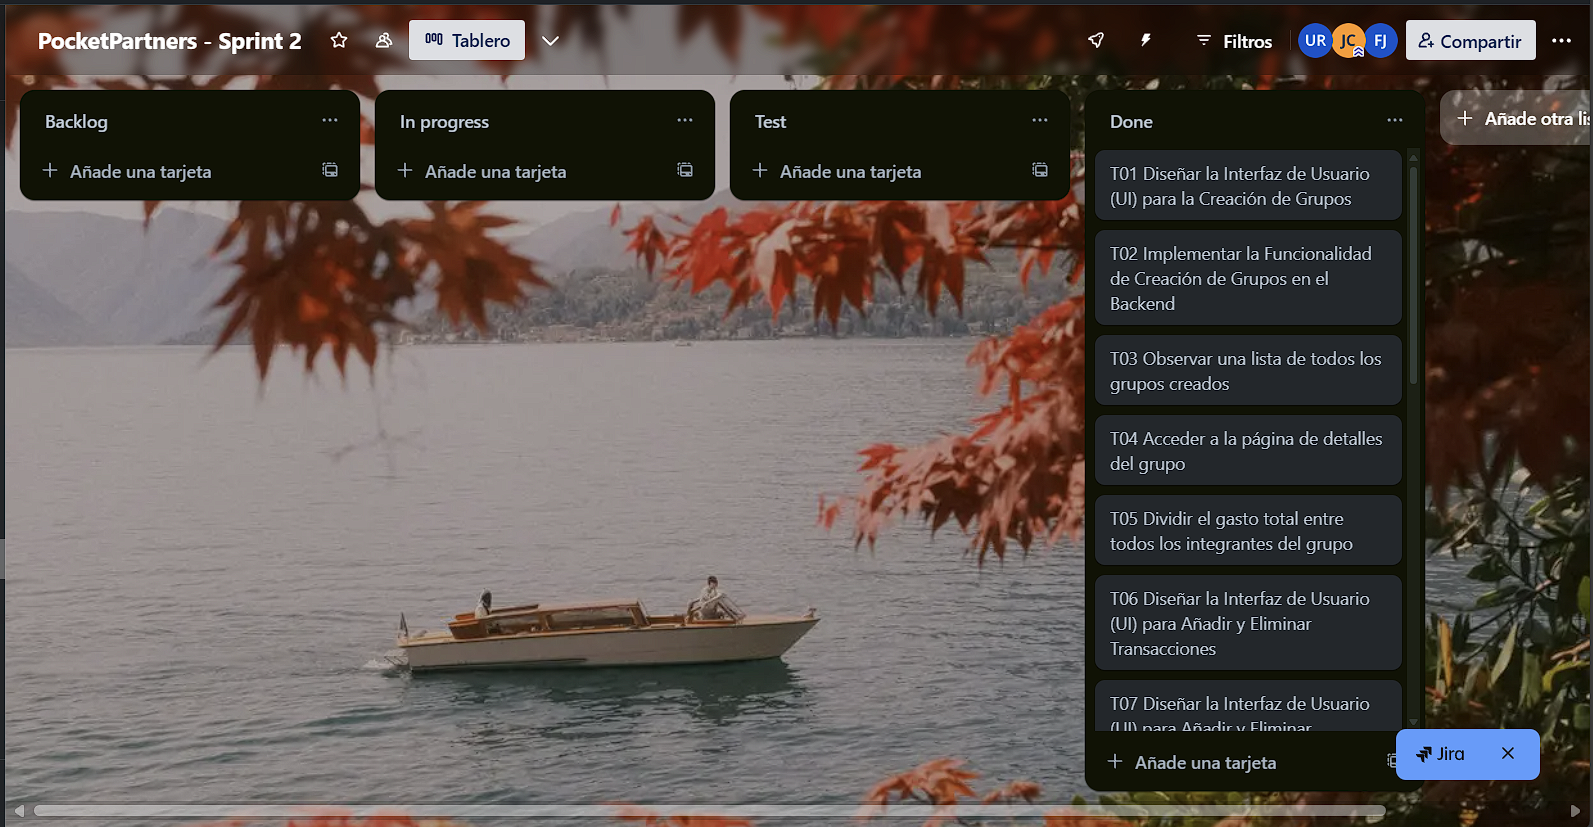 PocketPartners - Sprint 2
Tablero
Filtros
UR
JC
FJ
Compartir
Backlog
Añade una tarjeta
In progress
Añade una tarjeta
Test
Añade una tarjeta
Done
T01 Diseñar la Interfaz de Usuario
(UI) para la Creación de Grupos
T02 Implementar la Funcionalidad
de Creación de Grupos en el
Backend
T03 Observar una lista de todos los
grupos creados
T04 Acceder a la página de detalles
del grupo
T05 Dividir el gasto total entre
todos los integrantes del grupo
T06 Diseñar la Interfaz de Usuario
(UI) para Añadir y Eliminar
Transacciones
T07 Diseñar la Interfaz de Usuario
(UI) para Añadir y Eliminar
Añade una tarjeta
Añade otra lis
Jira